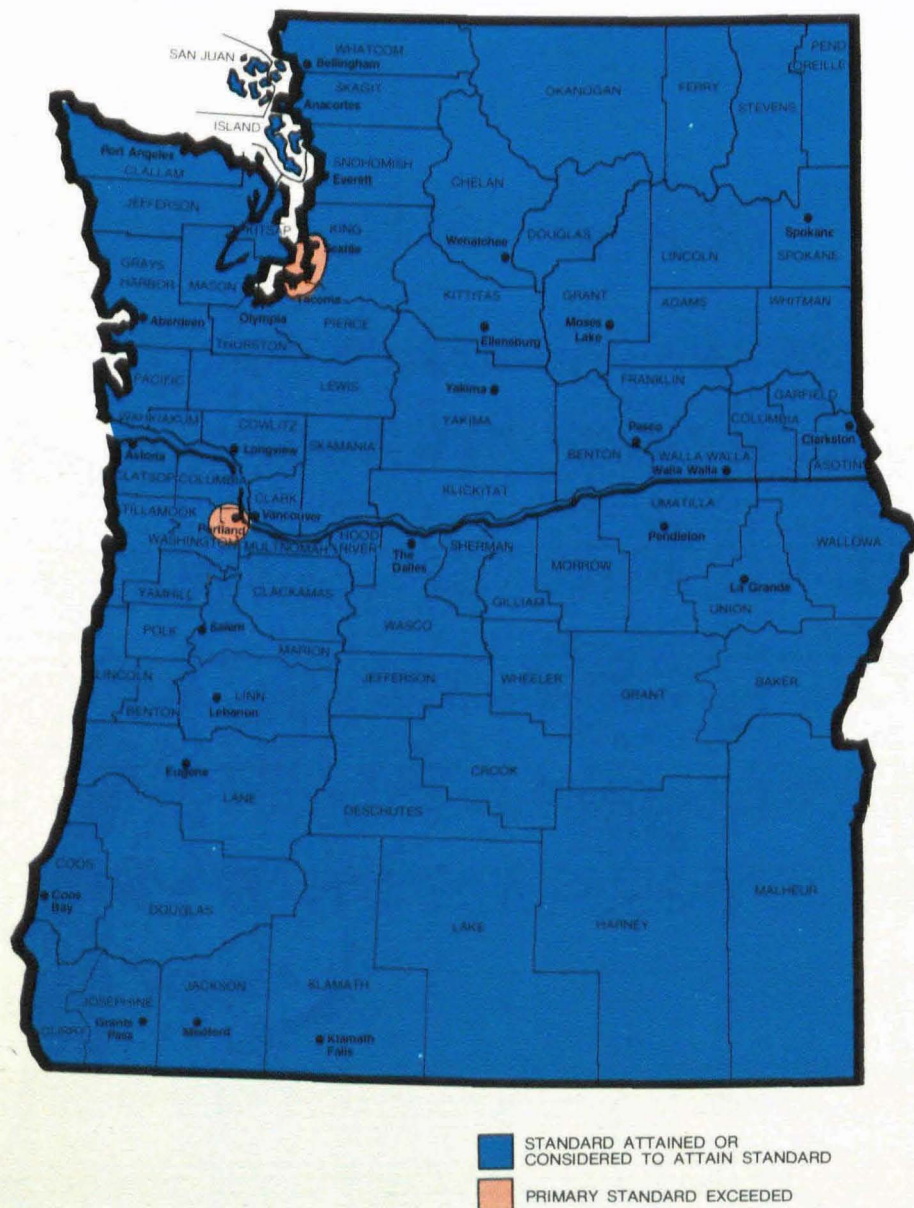 WHATCOM
SAN JUAN
Bellingham
PEND
OREILLE
SKAGIT
OKANOGAN
FERRY
STEVENS
Anacortes
ISLAND
Port Angeles
CLALLAM
SNOHOMISH
Everett
CHELAN
JEFFERSON
KITSAP
KING
Seattle
DOUGLAS
Wenatchee
Spokane
LINCOLN
SPOKANE
GRAYS
HARBOR
MASON
Tacoma
KITTITAS
GRANT
ADAMS
WHITMAN
Aberdeen
Olympia
PIERCE
Ellensburg
Moses
Lake
THURSTON
PACIFIC
LEWIS
Yakima
YAKIMA
FRANKLIN
GARFIELD
WAHKIAKUM
COWLITZ
COLUMBIA
Longview
SKAMANIA
Pasco
BENTON
WALLA WALLA
Walla Walla
Clarkston
ASOTIN
Astoria
CLATSOP
COLUMBIA
CLARK
KLICKITAT
UMATILLA
TILLAMOOK
Portland
Vancouver
WASHINGTON
MULTNOMAH
HOOD
RIVER
The
Dalles
SHERMAN
Pendleton
WALLOWA
MORROW
GILLIAM
La Grande
UNION
YAMHILL
CLACKAMAS
POLK
Salem
MARION
WASCO
LINCOLN
LINN
Lebanon
BENTON
JEFFERSON
WHEELER
GRANT
BAKER
Eugene
LANE
CROOK
DESCHUTES
COOS
Coos
Bay
DOUGLAS
LAKE
HARNEY
MALHEUR
CURRY
JOSEPHINE
Grants
Pass
JACKSON
Medford
KLAMATH
Klamath
Falls
STANDARD ATTAINED OR
CONSIDERED TO ATTAIN STANDARD
PRIMARY STANDARD EXCEEDED